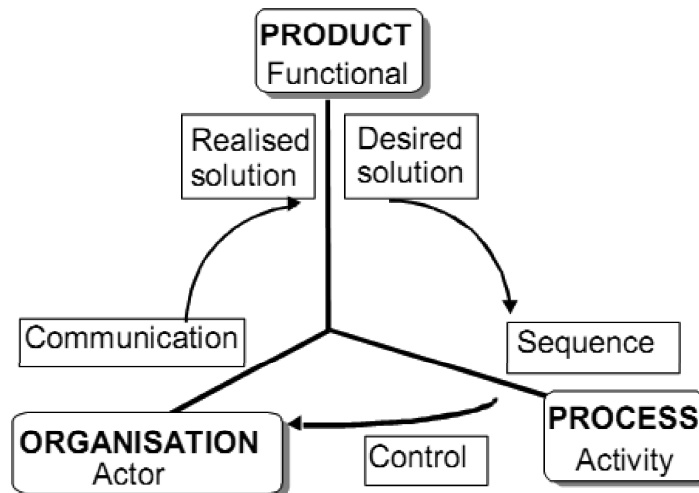 PRODUCT
Functional
Realised
solution
Desired
solution
Communication
Sequence
ORGANISATION
Actor
Control
PROCESS
Activity